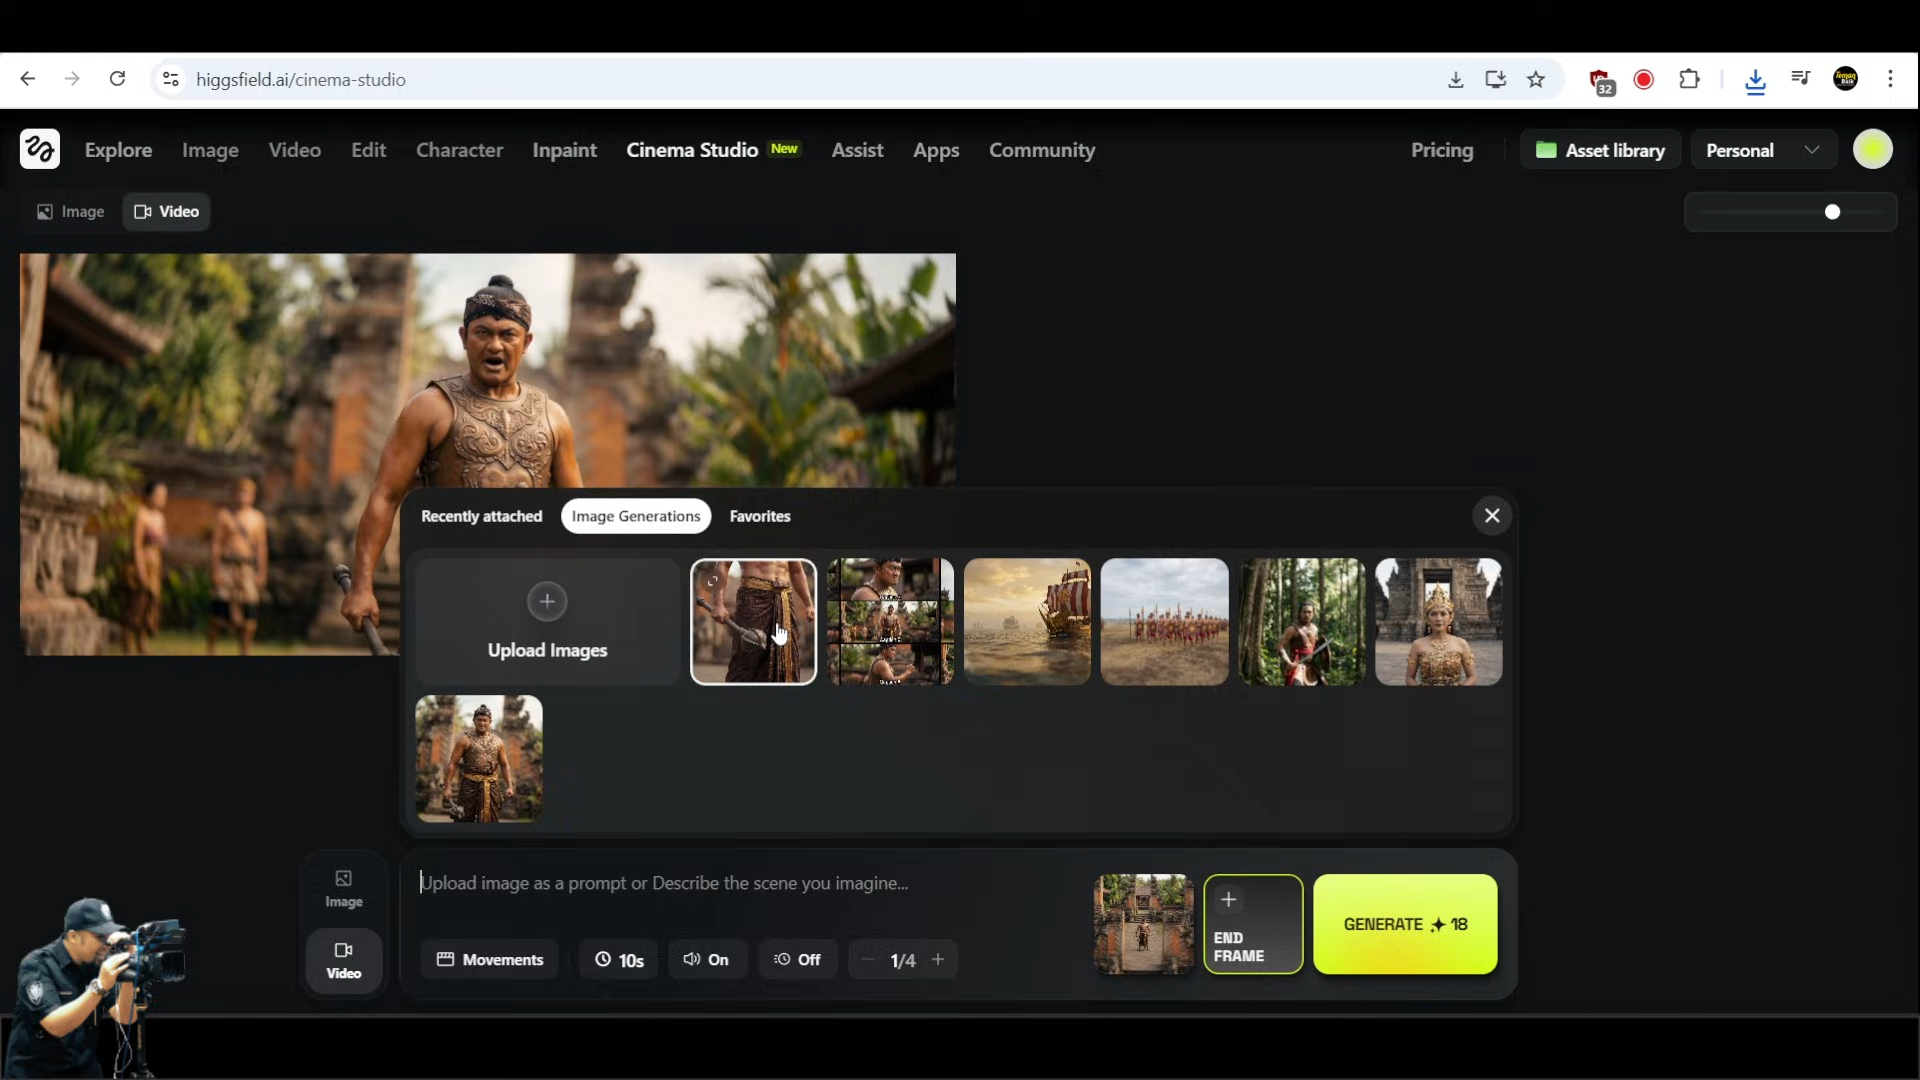 higgsfield.ai/cinema-studio
32
Explore
Image
Video
Edit
Character
Inpaint
Cinema Studio
New
Assist
Apps
Community
Pricing
Asset library
Personal
Image
Video
Recently attached
Image Generations
Favorites
Upload Images
Image
Video
Upload image as a prompt or Describe the scene you imagine...
Movements
10s
On
Off
1/4
END
FRAME
GENERATE 18